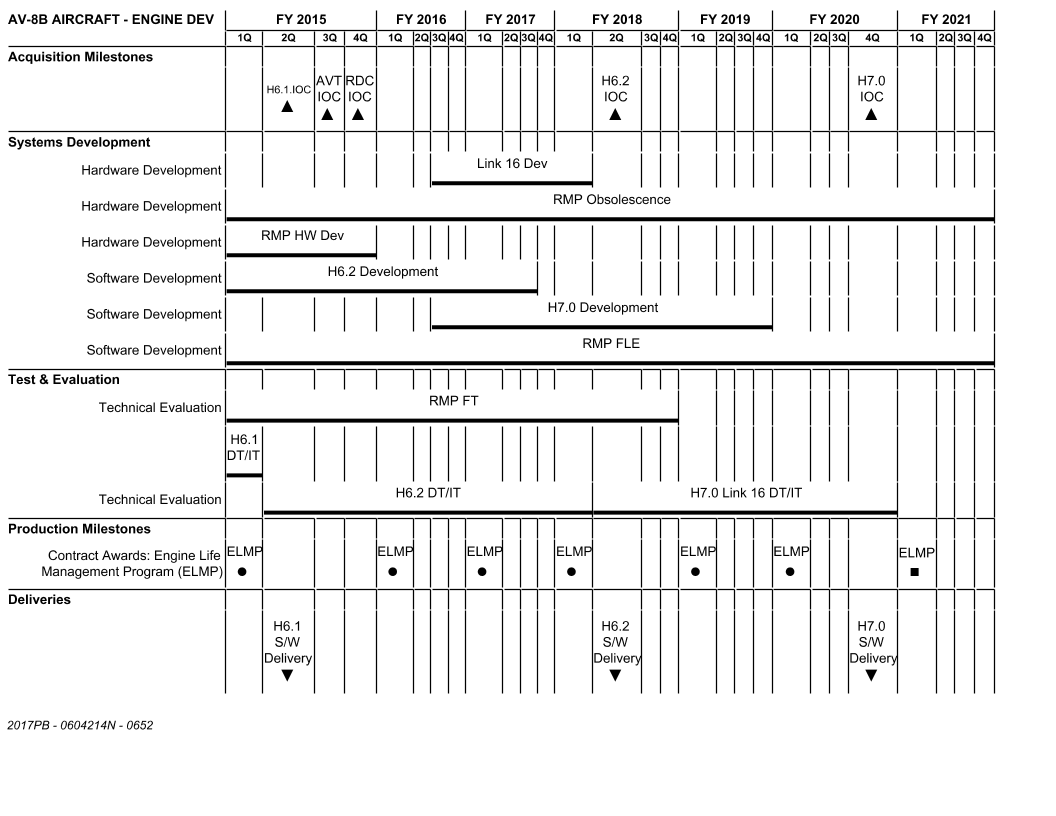 AV-8B AIRCRAFT - ENGINE DEV FY 2015 FY 2016 FY 2017 FY 2018 FY 2019 FY 2020 FY 2021
1Q 2Q 3Q 4Q 1Q 2Q 3Q 4Q 1Q 2Q 3Q 4Q 1Q 2Q 3Q 4Q 1Q 2Q 3Q 4Q 1Q 2Q 3Q 4Q 1Q 2Q 3Q 4Q
Acquisition Milestones
H6.1.IOC
AVT
IOC
RDC
IOC
H6.2
IOC
H7.0
IOC
Systems Development
Hardware Development Link 16 Dev
Hardware Development RMP Obsolescence
Hardware Development RMP HW Dev
Software Development H6.2 Development
Software Development H7.0 Development
Software Development RMP FLE
Test & Evaluation
Technical Evaluation RMP FT
H6.1
DT/IT
Technical Evaluation H6.2 DT/IT H7.0 Link 16 DT/IT
Production Milestones
Contract Awards: Engine Life
Management Program (ELMP)
ELMP ELMP ELMP ELMP ELMP ELMP ELMP
Deliveries
H6.1
S/W
Delivery
H6.2
S/W
Delivery
H7.0
S/W
Delivery
2017PB - 0604214N - 0652